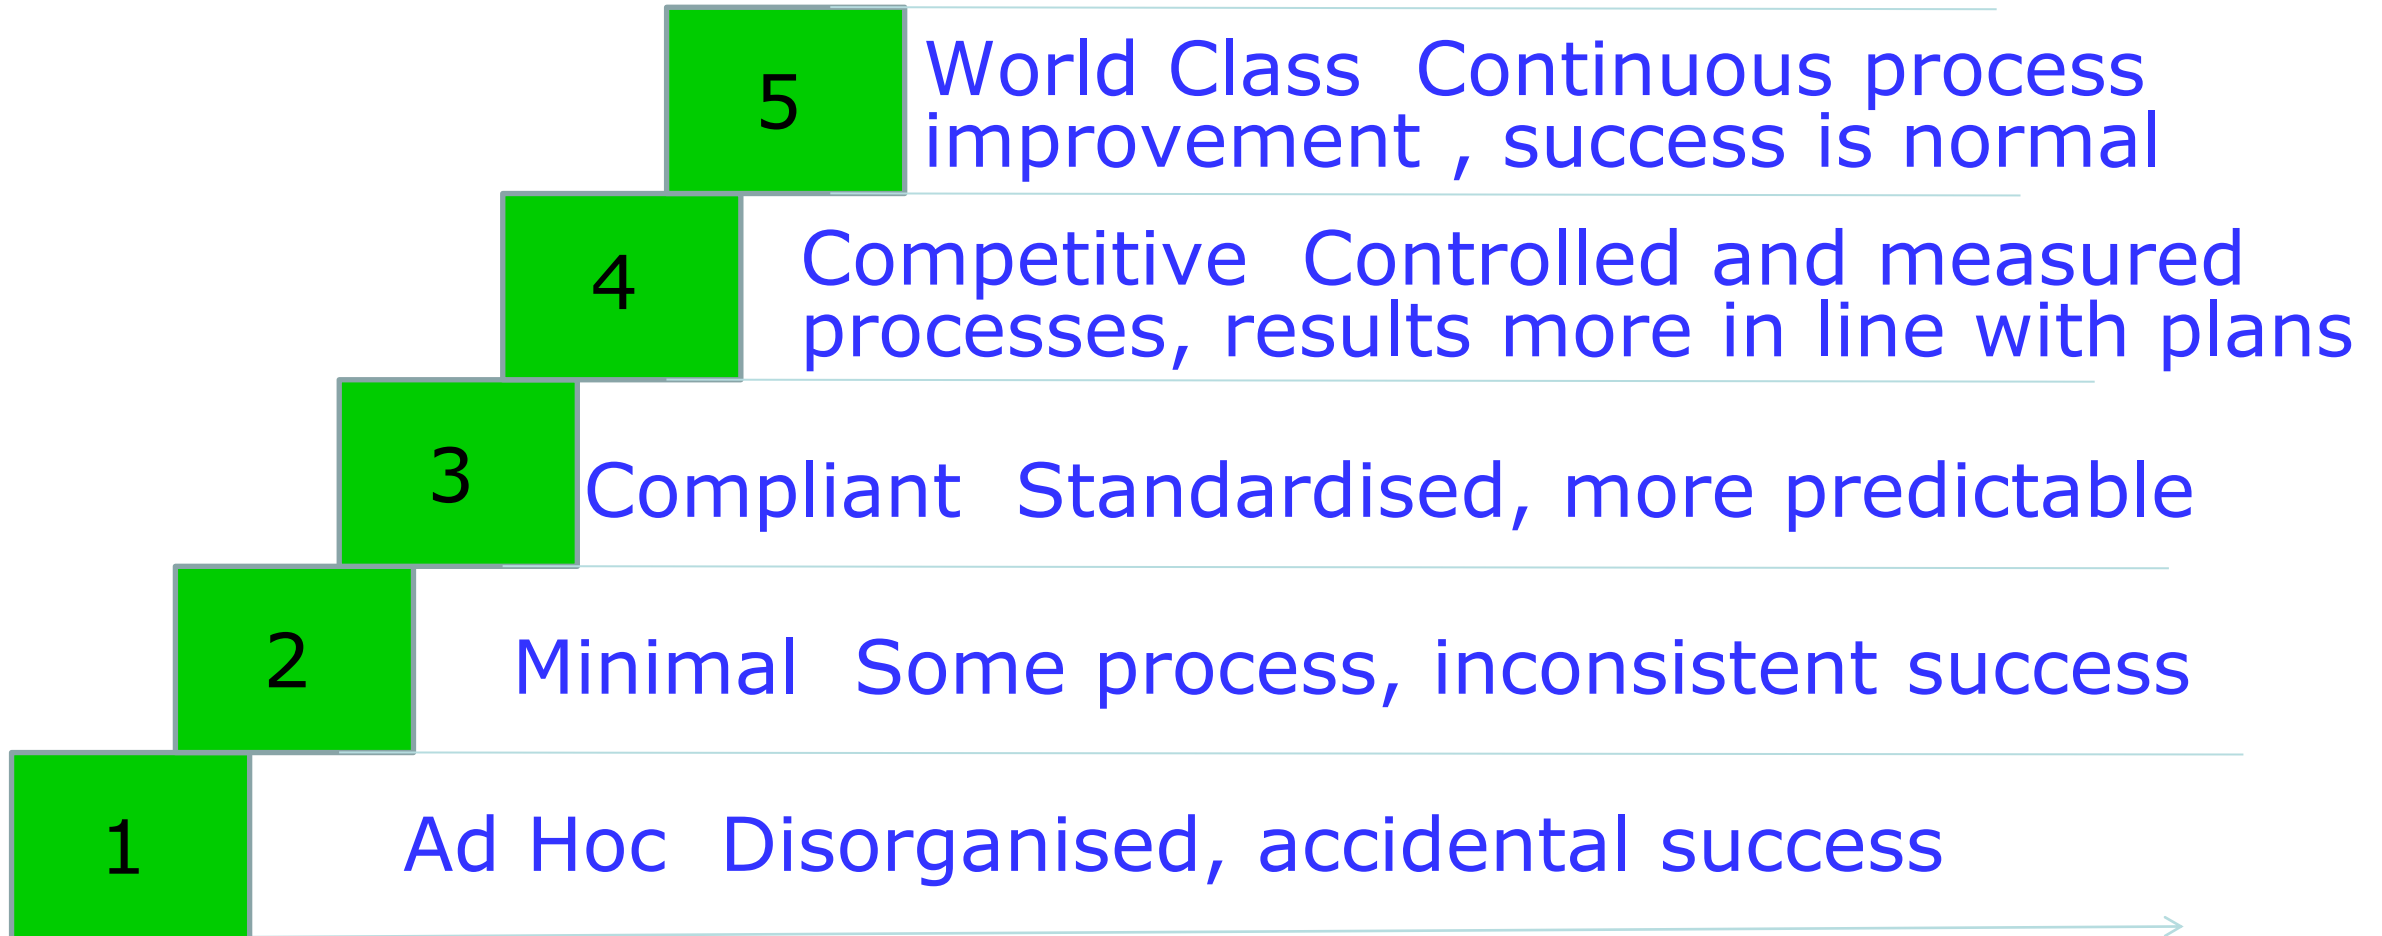 5
World Class  Continuous process
improvement , success is normal
4
Competitive  Controlled and measured
processes, results more in line with plans
3
Compliant  Standardised, more predictable
2
Minimal  Some process, inconsistent success
1
Ad Hoc  Disorganised, accidental success